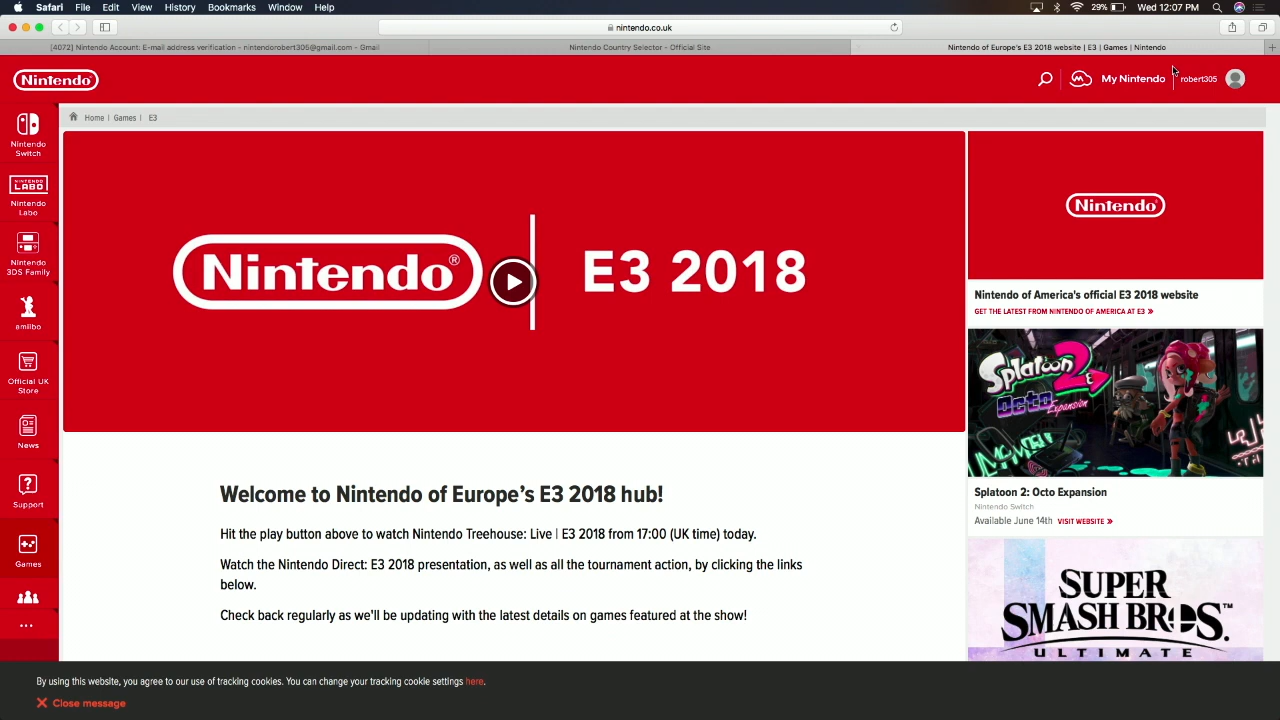 Safari File Edit View History Bookmarks Window Help
29% Wed 12:07 PM
nintendo.co.uk
[4072] Nintendo Account: E-mail address verification - nintendorobert305@gmail.com - Gmail
Nintendo Country Selector - Official Site
Nintendo of Europe's E3 2018 website | E3 | Games | Nintendo
Nintendo
My Nintendo
robert305
Home | Games | E3
Nintendo
Switch
NINTENDO
LABO
Nintendo
Labo
Nintendo
3DS Family
amiibo
Official UK
Store
News
Support
Games
...
Nintendo®
E3 2018
Welcome to Nintendo of Europe's E3 2018 hub!
Hit the play button above to watch Nintendo Treehouse: Live | E3 2018 from 17:00 (UK time) today.
Watch the Nintendo Direct: E3 2018 presentation, as well as all the tournament action, by clicking the links
below.
Check back regularly as we'll be updating with the latest details on games featured at the show!
Nintendo
Nintendo of America's official E3 2018 website
GET THE LATEST FROM NINTENDO OF AMERICA AT E3 »
Splatoon 2
Octo Expansion
Splatoon 2: Octo Expansion
Nintendo Switch
Available June 14th VISIT WEBSITE »
SUPER
SMASH BROS.™
ULTIMATE
By using this website, you agree to our use of tracking cookies. You can change your tracking cookie settings here.
Close message